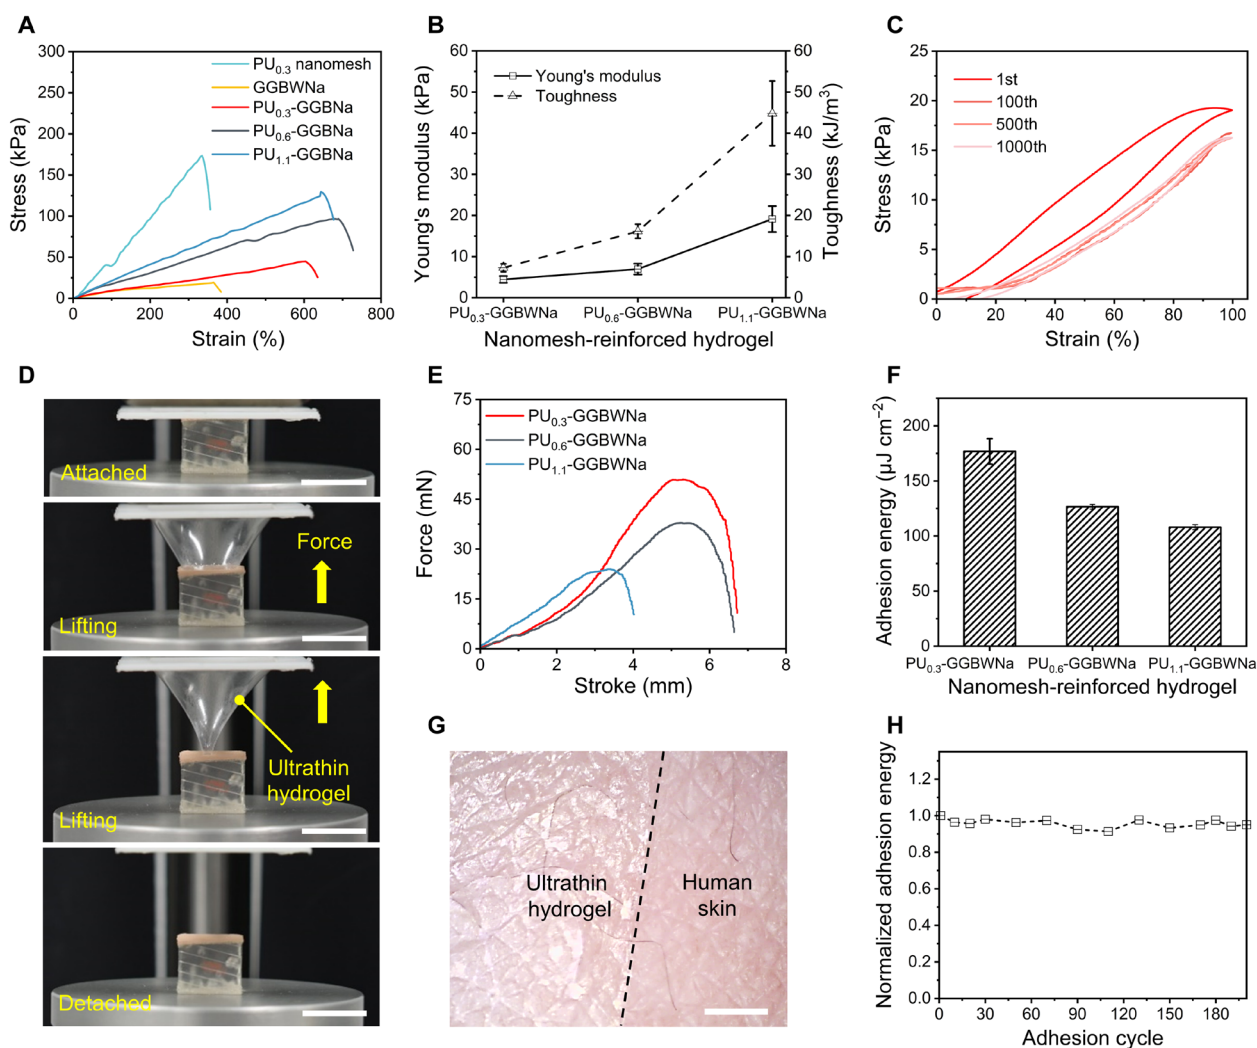 A
300
250
200
150
100
50
0
0
200
400
600
800
Stress (kPa)
Strain (%)
PU0.3 nanomesh
GGBWNa
PU0.3-GGBNa
PU0.6-GGBNa
PU1.1-GGBNa
B
60
50
40
30
20
10
0
60
50
40
30
20
10
0
Young's modulus (kPa)
Toughness (kJ/m³)
Young's modulus
Toughness
PU0.3-GGBWNa
PU0.6-GGBWNa
PU1.1-GGBWNa
Nanomesh-reinforced hydrogel
C
25
20
15
10
5
0
0
20
40
60
80
100
Stress (kPa)
Strain (%)
1st
100th
500th
1000th
D
Attached
Force
Lifting
Ultrathin
hydrogel
Lifting
Detached
E
75
60
45
30
15
0
0
2
4
6
8
Force (mN)
Stroke (mm)
PU0.3-GGBWNa
PU0.6-GGBWNa
PU1.1-GGBWNa
F
200
150
100
50
0
Adhesion energy (µJ cm⁻²)
PU0.3-GGBWNa
PU0.6-GGBWNa
PU1.1-GGBWNa
Nanomesh-reinforced hydrogel
G
Ultrathin
hydrogel
Human
skin
H
1.2
1.0
0.8
0.6
0.4
0.2
0.0
0
30
60
90
120
150
180
Normalized adhesion energy
Adhesion cycle